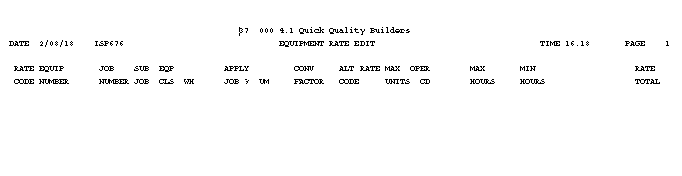 37 000 4.1 Quick Quality Builders
DATE 2/08/18 ISP676 EQUIPMENT RATE EDIT TIME 16.18 PAGE 1
RATE EQUIP JOB SUB EQP APPLY CONV ALT RATE MAX OPER MAX MIN RATE
CODE NUMBER NUMBER JOB CLS WH JOB ? UM FACTOR CODE UNITS CD HOURS HOURS TOTAL